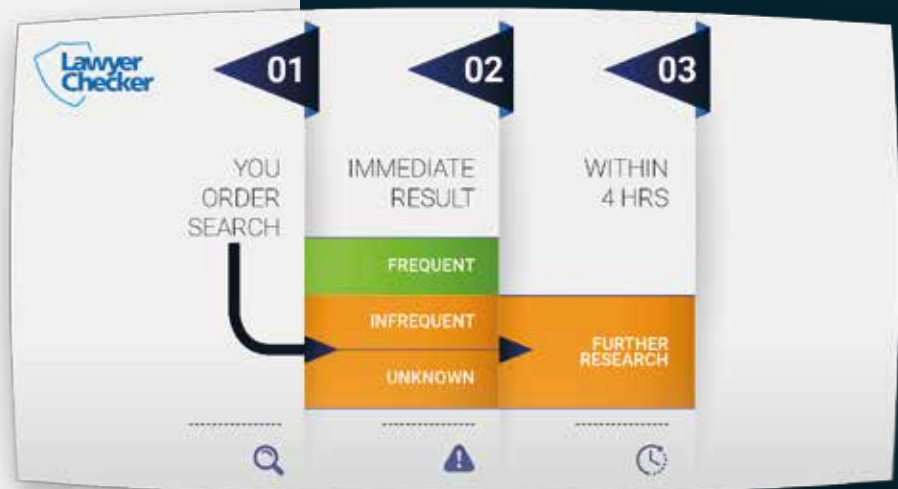 Lawyer
Checker
01
YOU
ORDER
SEARCH
02
IMMEDIATE
RESULT
FREQUENT
INFREQUENT
UNKNOWN
03
WITHIN
4 HRS
FURTHER
RESEARCH